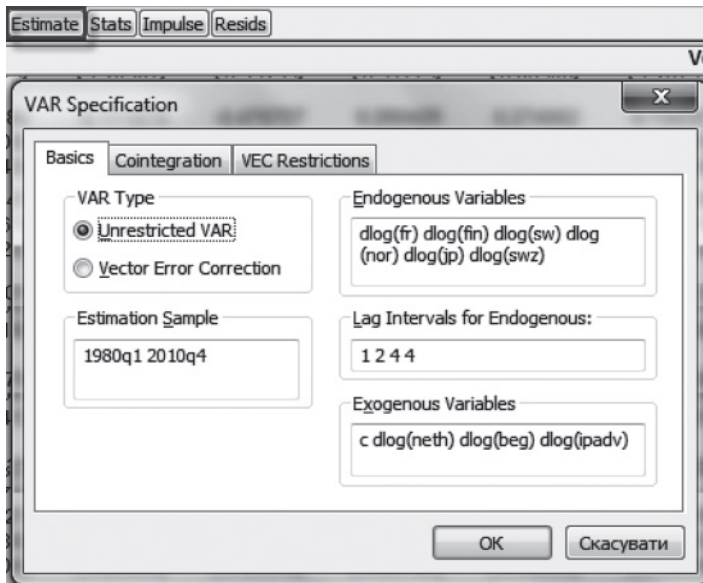 Estimate Stats Impulse Resids
VAR Specification
Basics Cointegration VEC Restrictions
VAR Type
Unrestricted VAR
Vector Error Correction
Estimation Sample
1980q1 2010q4
Endogenous Variables
dlog(fr) dlog(fin) dlog(sw) dlog
(nor) dlog(jp) dlog(swz)
Lag Intervals for Endogenous:
1 2 4 4
Exogenous Variables
c dlog(neth) dlog(beg) dlog(ipadv)
OK Скасувати